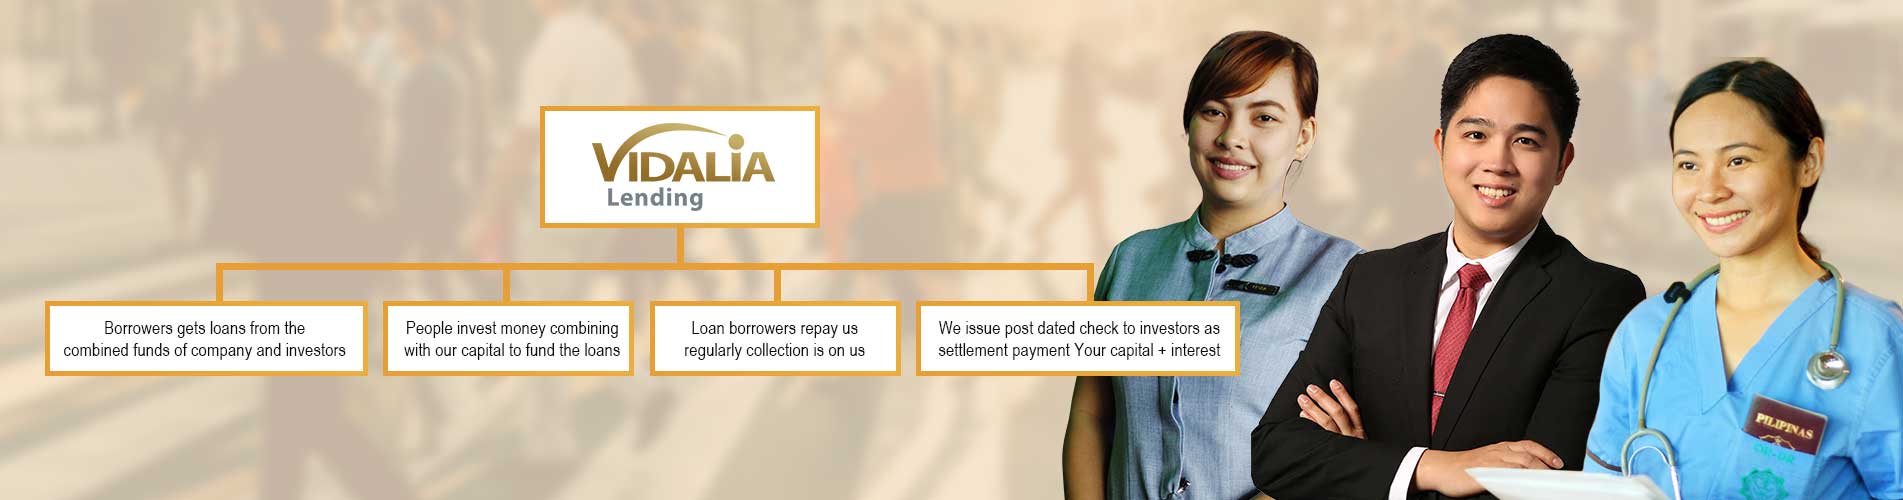 VIDALIA
Lending
Borrowers gets loans from the
combined funds of company and investors
People invest money combining
with our capital to fund the loans
Loan borrowers repay us
regularly collection is on us
We issue post dated check to investors as
settlement payment Your capital + interest
PILIPINAS